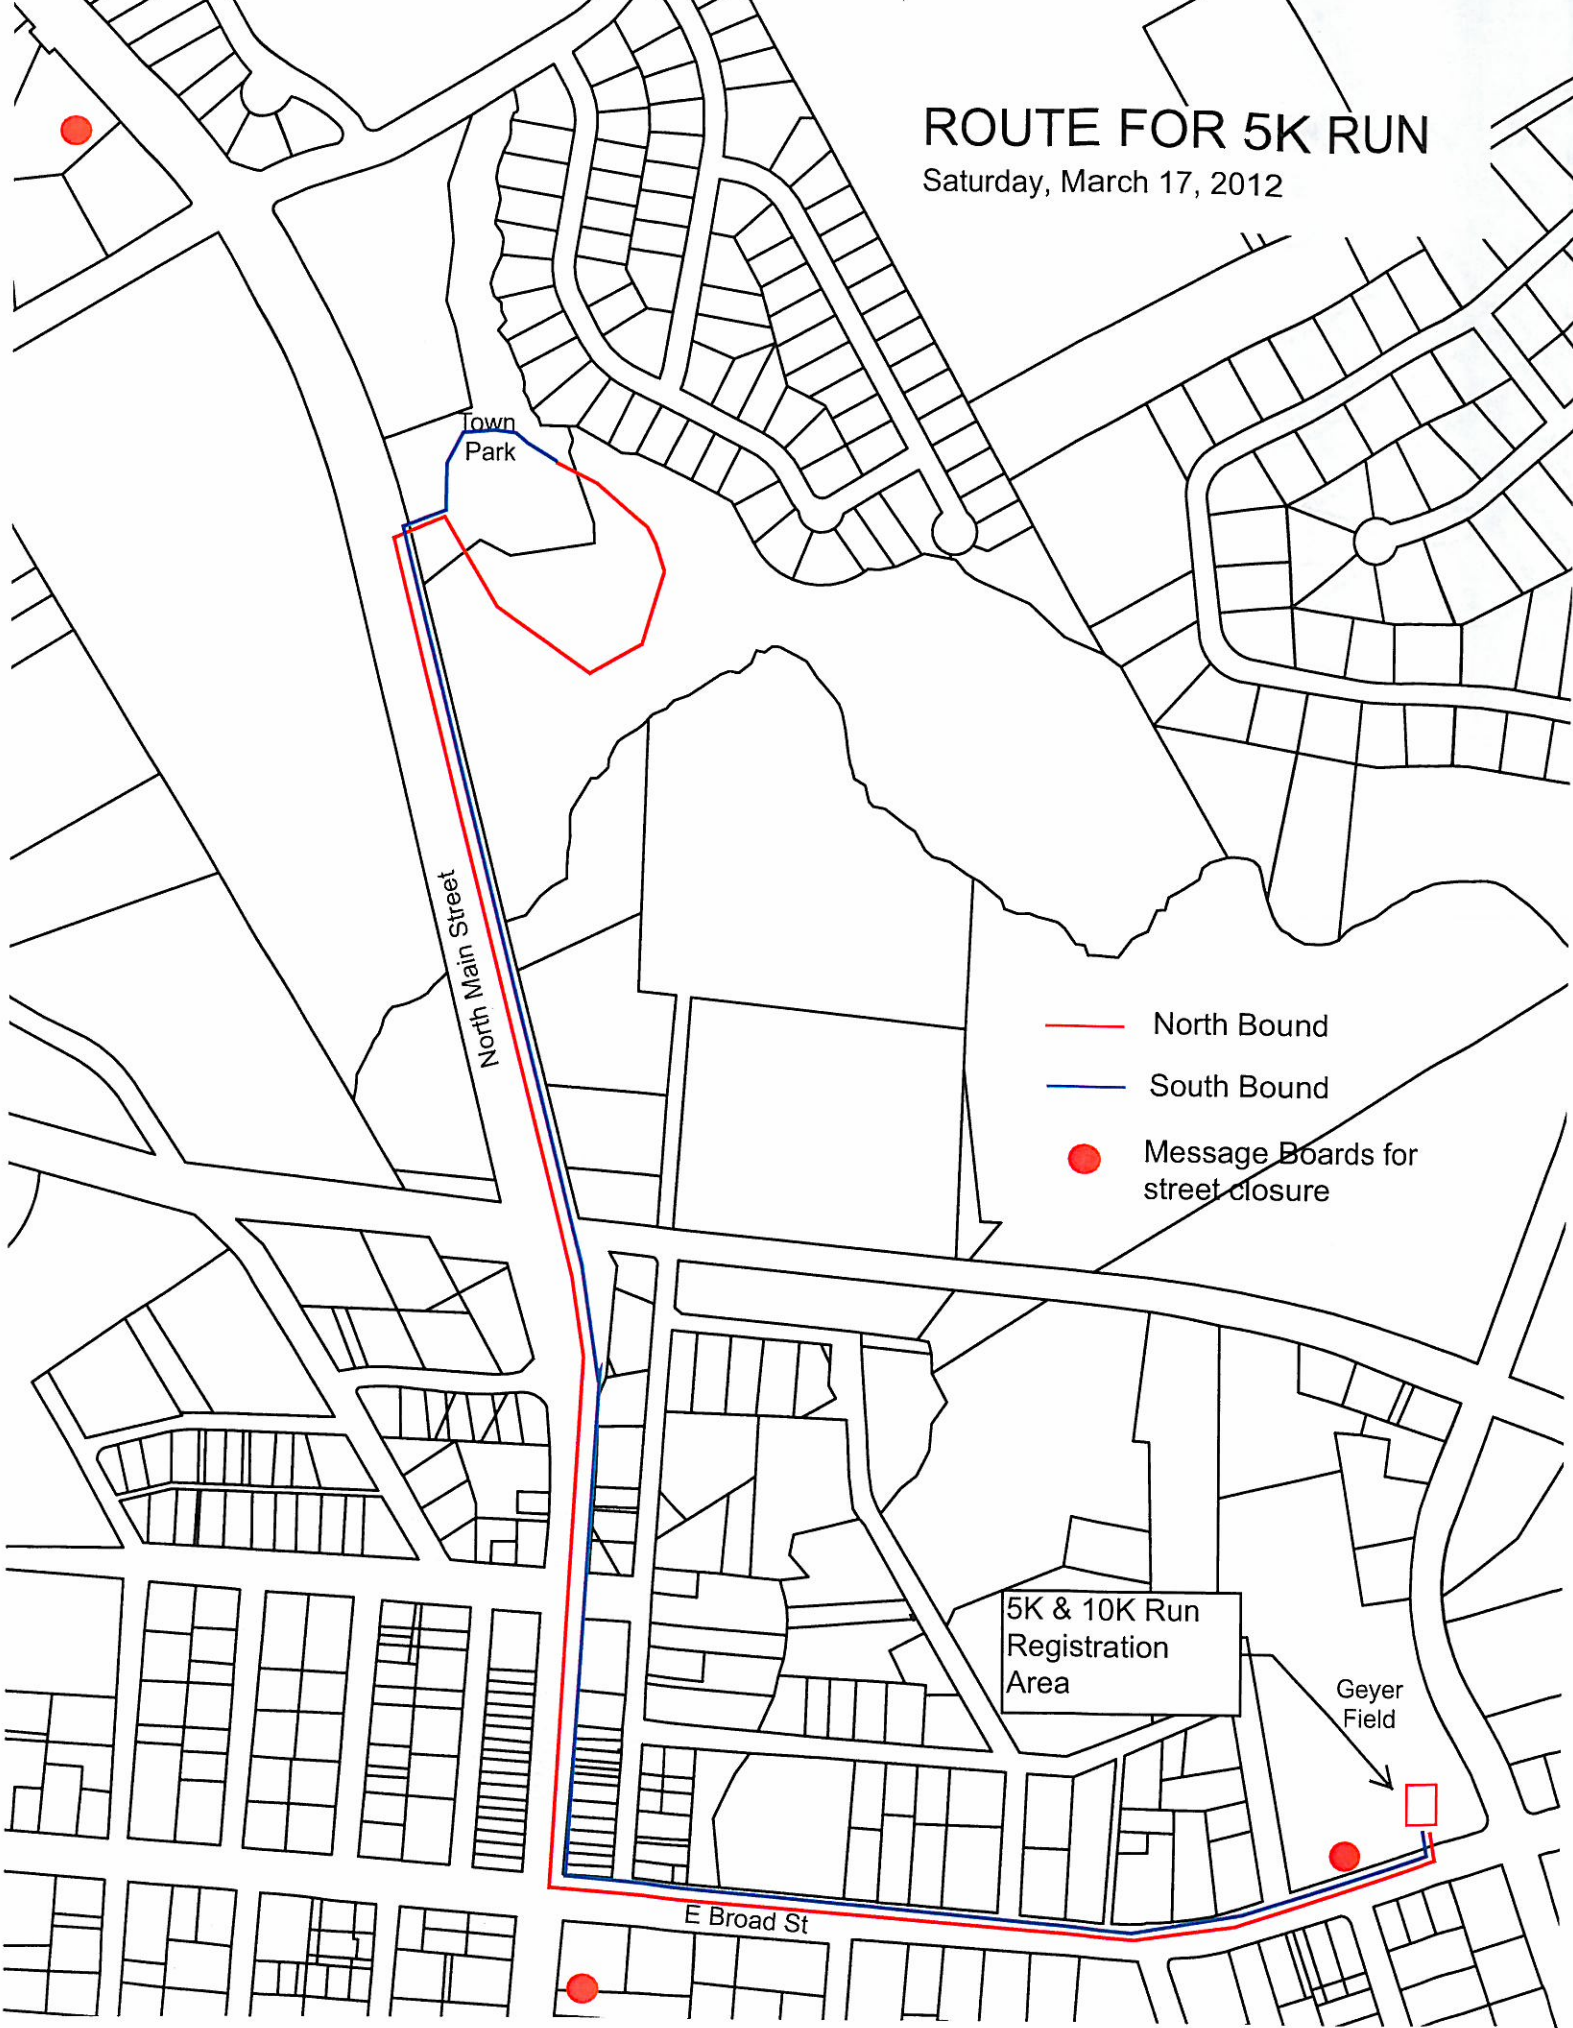 ROUTE FOR 5K RUN
Saturday, March 17, 2012
Town
Park
North Main Street
North Bound
South Bound
Message Boards for
street closure
5K & 10K Run
Registration
Area
Geyer
Field
E Broad St